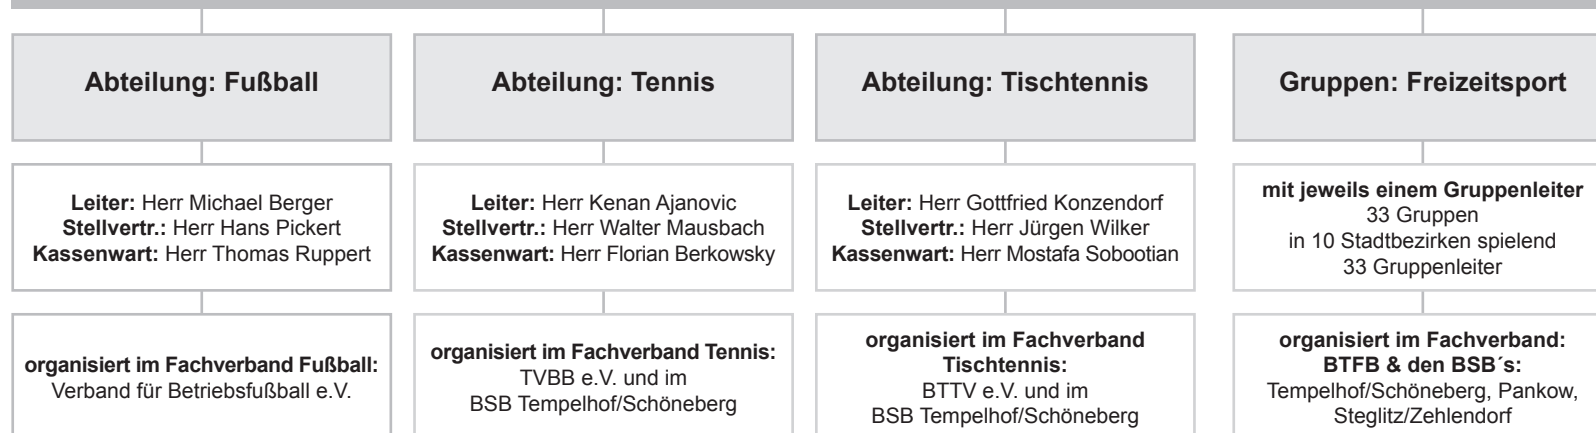 Abteilung: Fußball
Leiter: Herr Michael Berger
Stellvertr.: Herr Hans Pickert
Kassenwart: Herr Thomas Ruppert
organisiert im Fachverband Fußball:
Verband für Betriebsfußball e.V.
Abteilung: Tennis
Leiter: Herr Kenan Ajanovic
Stellvertr.: Herr Walter Mausbach
Kassenwart: Herr Florian Berkowsky
organisiert im Fachverband Tennis:
TVBB e.V. und im
BSB Tempelhof/Schöneberg
Abteilung: Tischtennis
Leiter: Herr Gottfried Konzendorf
Stellvertr.: Herr Jürgen Wilker
Kassenwart: Herr Mostafa Sobootian
organisiert im Fachverband
Tischtennis:
BTTV e.V. und im
BSB Tempelhof/Schöneberg
Gruppen: Freizeitsport
mit jeweils einem Gruppenleiter
33 Gruppen
in 10 Stadtbezirken spielend
33 Gruppenleiter
organisiert im Fachverband:
BTFB & den BSB´s:
Tempelhof/Schöneberg, Pankow,
Steglitz/Zehlendorf